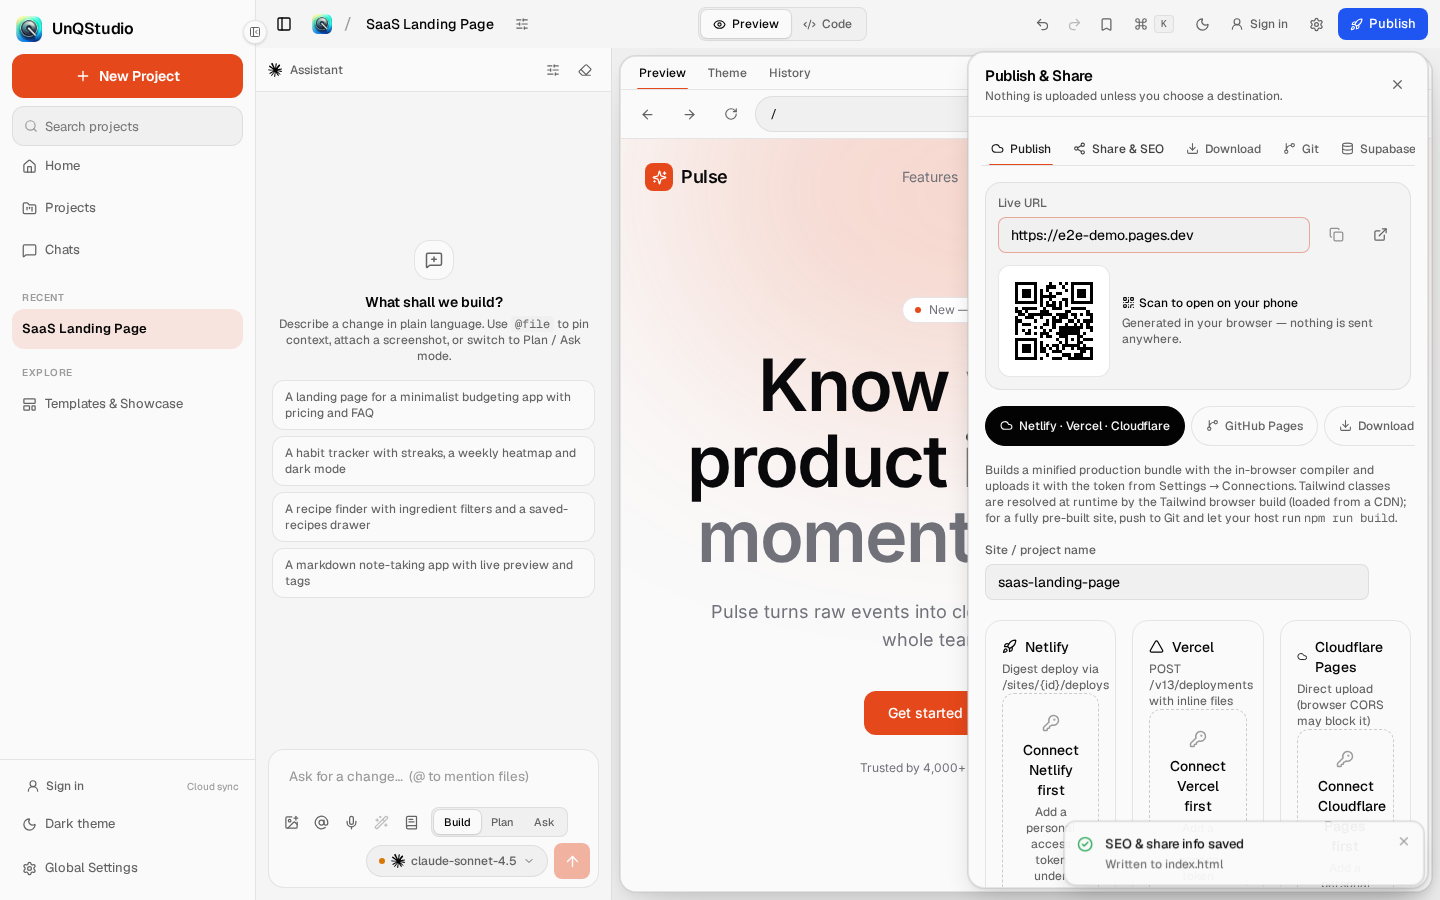 UnQStudio
New Project
Search projects
Home
Projects
Chats
RECENT
SaaS Landing Page
EXPLORE
Templates & Showcase
Sign in
Cloud sync
Dark theme
Global Settings
/
SaaS Landing Page
Preview
Code
⌘
K
Sign in
Publish
Assistant
What shall we build?
Describe a change in plain language. Use @file to pin
context, attach a screenshot, or switch to Plan / Ask
mode.
A landing page for a minimalist budgeting app with
pricing and FAQ
A habit tracker with streaks, a weekly heatmap and
dark mode
A recipe finder with ingredient filters and a saved-
recipes drawer
A markdown note-taking app with live preview and
tags
Ask for a change… (@ to mention files)
Build
Plan
Ask
claude-sonnet-4.5
Preview
Theme
History
/
Pulse
Features
New —
Know
product
moment
Pulse turns raw events into
whole
Get started
Trusted by 4,000+
Publish & Share
Nothing is uploaded unless you choose a destination.
Publish
Share & SEO
Download
Git
Supabase
Live URL
https://e2e-demo.pages.dev
Scan to open on your phone
Generated in your browser — nothing is sent
anywhere.
Netlify · Vercel · Cloudflare
GitHub Pages
Download
Builds a minified production bundle with the in-browser compiler and
uploads it with the token from Settings → Connections. Tailwind classes
are resolved at runtime by the Tailwind browser build (loaded from a CDN);
for a fully pre-built site, push to Git and let your host run npm run build.
Site / project name
saas-landing-page
Netlify
Digest deploy via
/sites/{id}/deploys
Connect
Netlify
first
Add a
personal
access
token
under
Vercel
POST
/v13/deployments
with inline files
Connect
Vercel
first
Cloudflare
Pages
Direct upload
(browser CORS
may block it)
Connect
Cloudflare
Pages
first
SEO & share info saved
Written to index.html